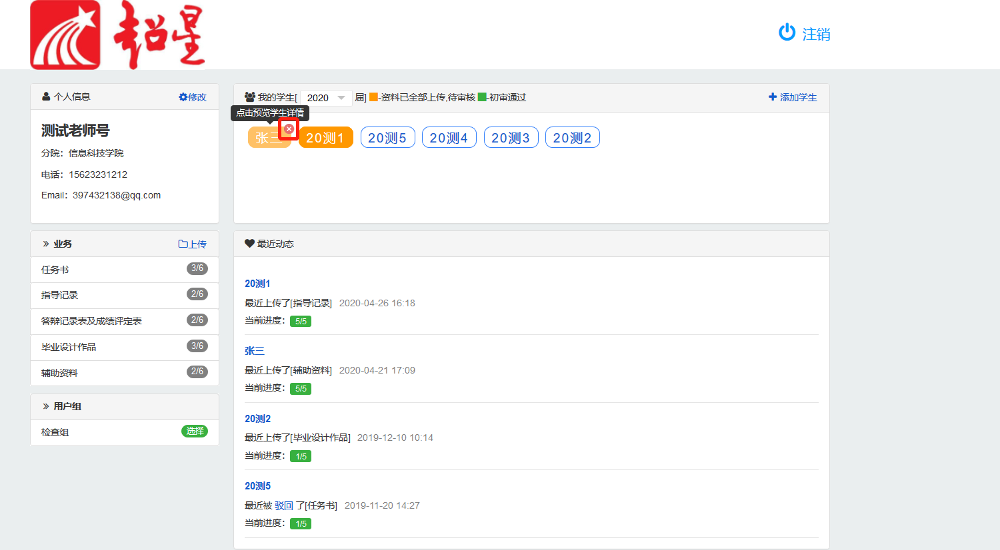 超星
注销
个人信息 修改
测试老师号
分院：信息科技学院
电话：15623231212
Email：397432138@qq.com
我的学生[ 2020 届] -资料已全部上传,待审核 -初审通过 添加学生
点击预览学生详情
张三 20测1 20测5 20测4 20测3 20测2
业务 上传
任务书 3/6
指导记录 2/6
答辩记录表及成绩评定表 2/6
毕业设计作品 3/6
辅助资料 2/6
用户组
检查组 选择
最近动态
20测1
最近上传了[指导记录] 2020-04-26 16:18
当前进度： 5/5
张三
最近上传了[辅助资料] 2020-04-21 17:09
当前进度： 5/5
20测2
最近上传了[毕业设计作品] 2019-12-10 10:14
当前进度： 1/5
20测5
最近被 驳回 了[任务书] 2019-11-20 14:27
当前进度： 1/5